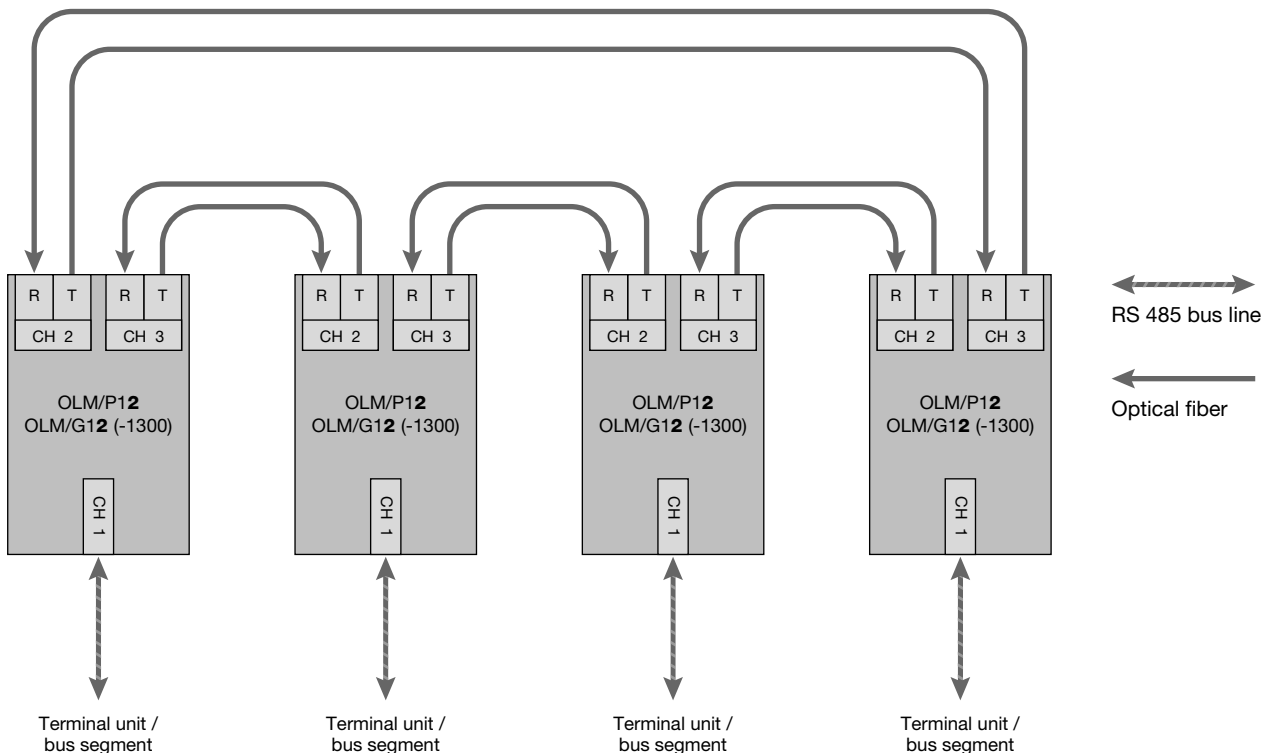 R T R T
CH 2 CH 3
OLM/P12
OLM/G12 (-1300)
CH 1
Terminal unit /
bus segment
R T R T
CH 2 CH 3
OLM/P12
OLM/G12 (-1300)
CH 1
Terminal unit /
bus segment
R T R T
CH 2 CH 3
OLM/P12
OLM/G12 (-1300)
CH 1
Terminal unit /
bus segment
R T R T
CH 2 CH 3
OLM/P12
OLM/G12 (-1300)
CH 1
Terminal unit /
bus segment
RS 485 bus line
Optical fiber